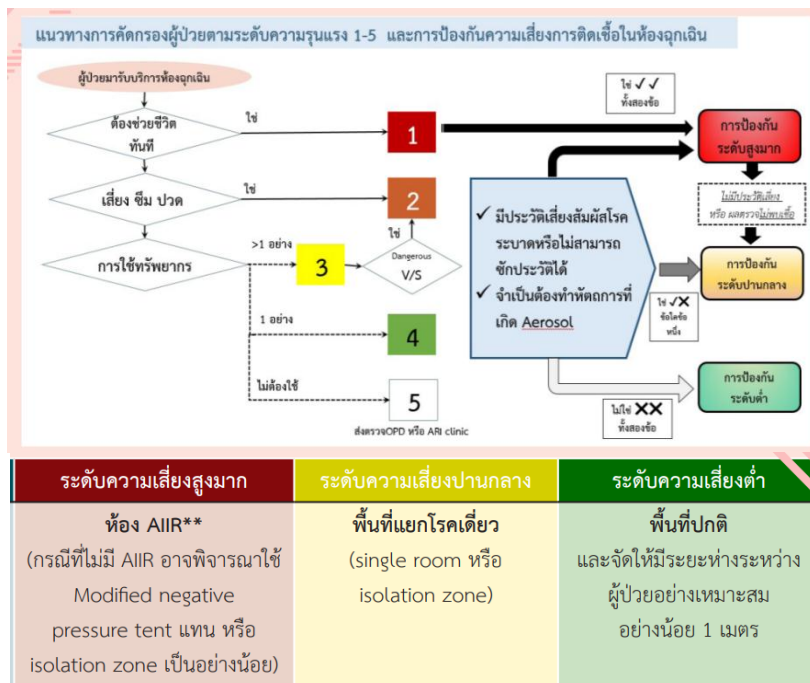 แนวทางการคัดกรองผู้ป่วยตามระดับความรุนแรง 1-5 และการป้องกันความเสี่ยงการติดเชื้อในห้องฉุกเฉิน
ผู้ป่วยมารับบริการห้องฉุกเฉิน
ต้องช่วยชีวิต
ทันที
ใช่
1
เสี่ยง ซึม ปวด
ใช่
2
การใช้ทรัพยากร
>1 อย่าง
3
ใช่
Dangerous
V/S
1 อย่าง
4
ไม่ต้องใช้
5
ส่งตรวจOPD หรือ ARI clinic
✓ มีประวัติเสี่ยงสัมผัสโรค
ระบาดหรือไม่สามารถ
ซักประวัติได้
✓ จำเป็นต้องทำหัตถการที่
เกิด Aerosol
ใช่ ✓ ✓
ทั้งสองข้อ
การป้องกัน
ระดับสูงมาก
ไม่มีประวัติเสี่ยง
หรือ ผลตรวจไม่พบเชื้อ
การป้องกัน
ระดับปานกลาง
ใช่ ✓✕
ข้อใดข้อ
หนึ่ง
การป้องกัน
ระดับต่ำ
ไม่ใช่ ✕✕
ทั้งสองข้อ
ระดับความเสี่ยงสูงมาก
ห้อง AIIR**
(กรณีที่ไม่มี AIIR อาจพิจารณาใช้
Modified negative
pressure tent แทน หรือ
isolation zone เป็นอย่างน้อย)
ระดับความเสี่ยงปานกลาง
พื้นที่แยกโรคเดี่ยว
(single room หรือ
isolation zone)
ระดับความเสี่ยงต่ำ
พื้นที่ปกติ
และจัดให้มีระยะห่างระหว่าง
ผู้ป่วยอย่างเหมาะสม
อย่างน้อย 1 เมตร